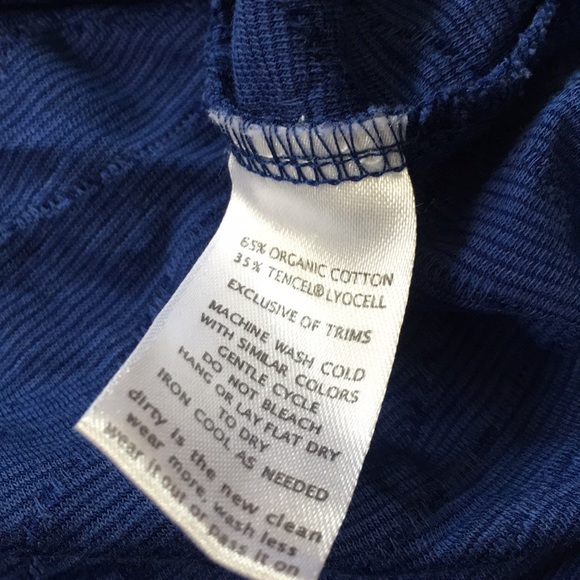 65% ORGANIC COTTON
35% TENCEL® LYOCELL
EXCLUSIVE OF TRIMS
MACHINE WASH COLD
WITH SIMILAR COLORS
GENTLE CYCLE
DO NOT BLEACH
HANG OR LAY FLAT DRY
TO DRY
IRON COOL AS NEEDED
dirty is the new clean
wear more, wash less
wear it out or pass it on